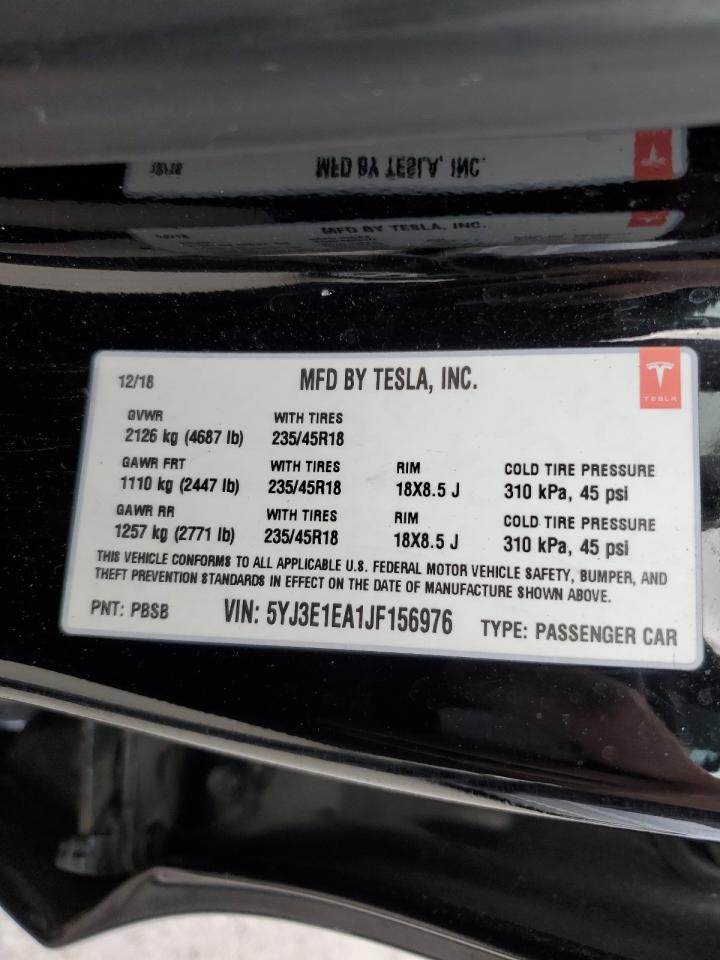 12/18
MFD BY TESLA, INC.
12/18
MFD BY TESLA, INC.
12/18 MFD BY TESLA, INC.
TESLA
GVWR WITH TIRES
2126 kg (4687 lb) 235/45R18
GAWR FRT WITH TIRES RIM COLD TIRE PRESSURE
1110 kg (2447 lb) 235/45R18 18X8.5 J 310 kPa, 45 psi
GAWR RR WITH TIRES RIM COLD TIRE PRESSURE
1257 kg (2771 lb) 235/45R18 18X8.5 J 310 kPa, 45 psi
THIS VEHICLE CONFORMS TO ALL APPLICABLE U.S. FEDERAL MOTOR VEHICLE SAFETY, BUMPER, AND
THEFT PREVENTION STANDARDS IN EFFECT ON THE DATE OF MANUFACTURE SHOWN ABOVE.
PNT: PBSB VIN: 5YJ3E1EA1JF156976 TYPE: PASSENGER CAR